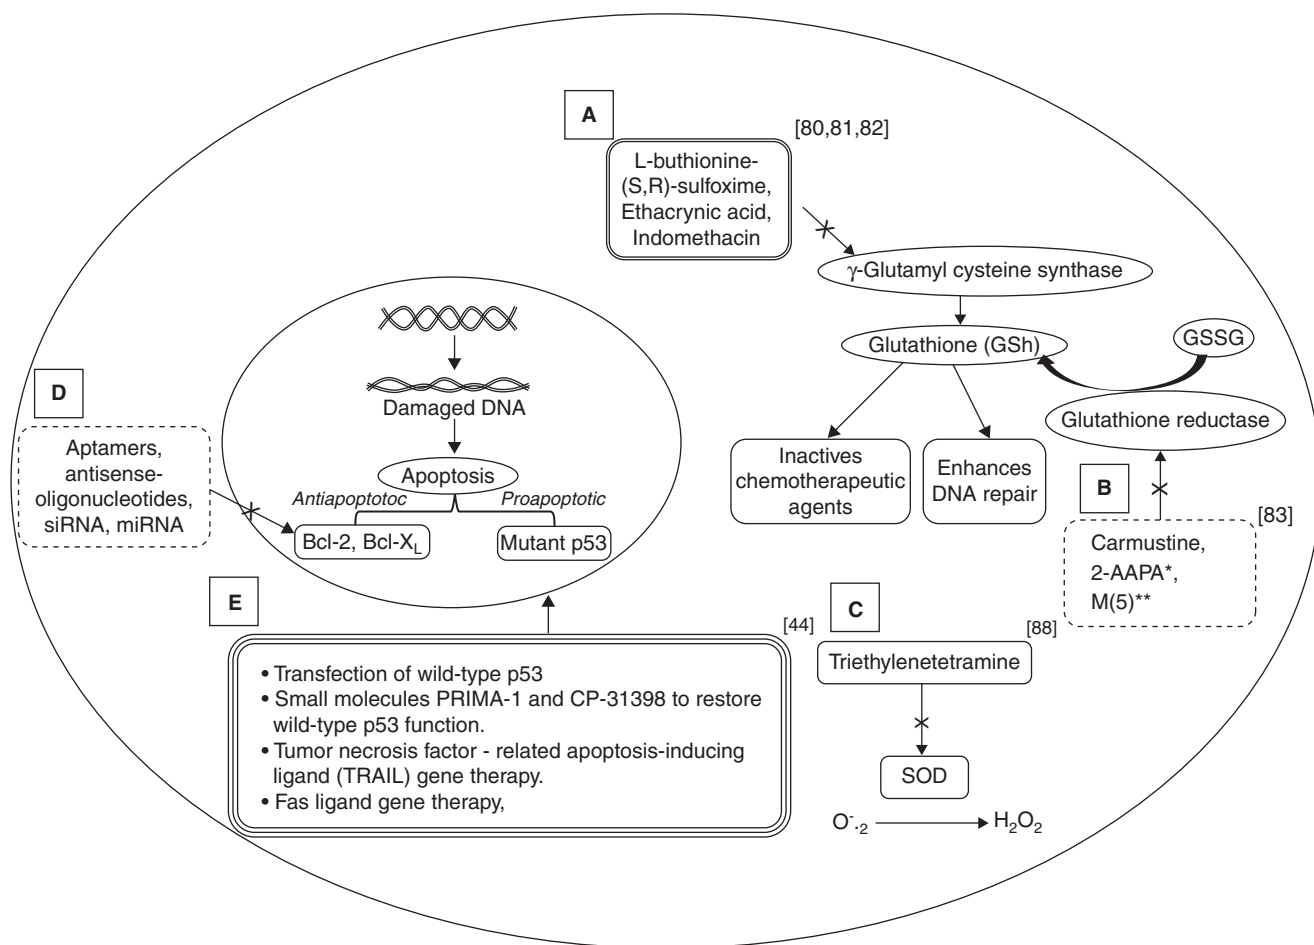 A
[80,81,82]
L-buthionine-
(S,R)-sulfoxime,
Ethacrynic acid,
Indomethacin
γ-Glutamyl cysteine synthase
Glutathione (GSh)
GSSG
Glutathione reductase
Inactives
chemotherapeutic
agents
Enhances
DNA repair
B
[83]
Carmustine,
2-AAPA*,
M(5)**
D
Aptamers,
antisense-
oligonucleotides,
siRNA, miRNA
Damaged DNA
Apoptosis
Antiapoptotoc
Proapoptotic
Bcl-2, Bcl-XL
Mutant p53
E
[44]
• Transfection of wild-type p53
• Small molecules PRIMA-1 and CP-31398 to restore
wild-type p53 function.
• Tumor necrosis factor - related apoptosis-inducing
ligand (TRAIL) gene therapy.
• Fas ligand gene therapy,
C
[88]
Triethylenetetramine
SOD
O-.2
H2O2